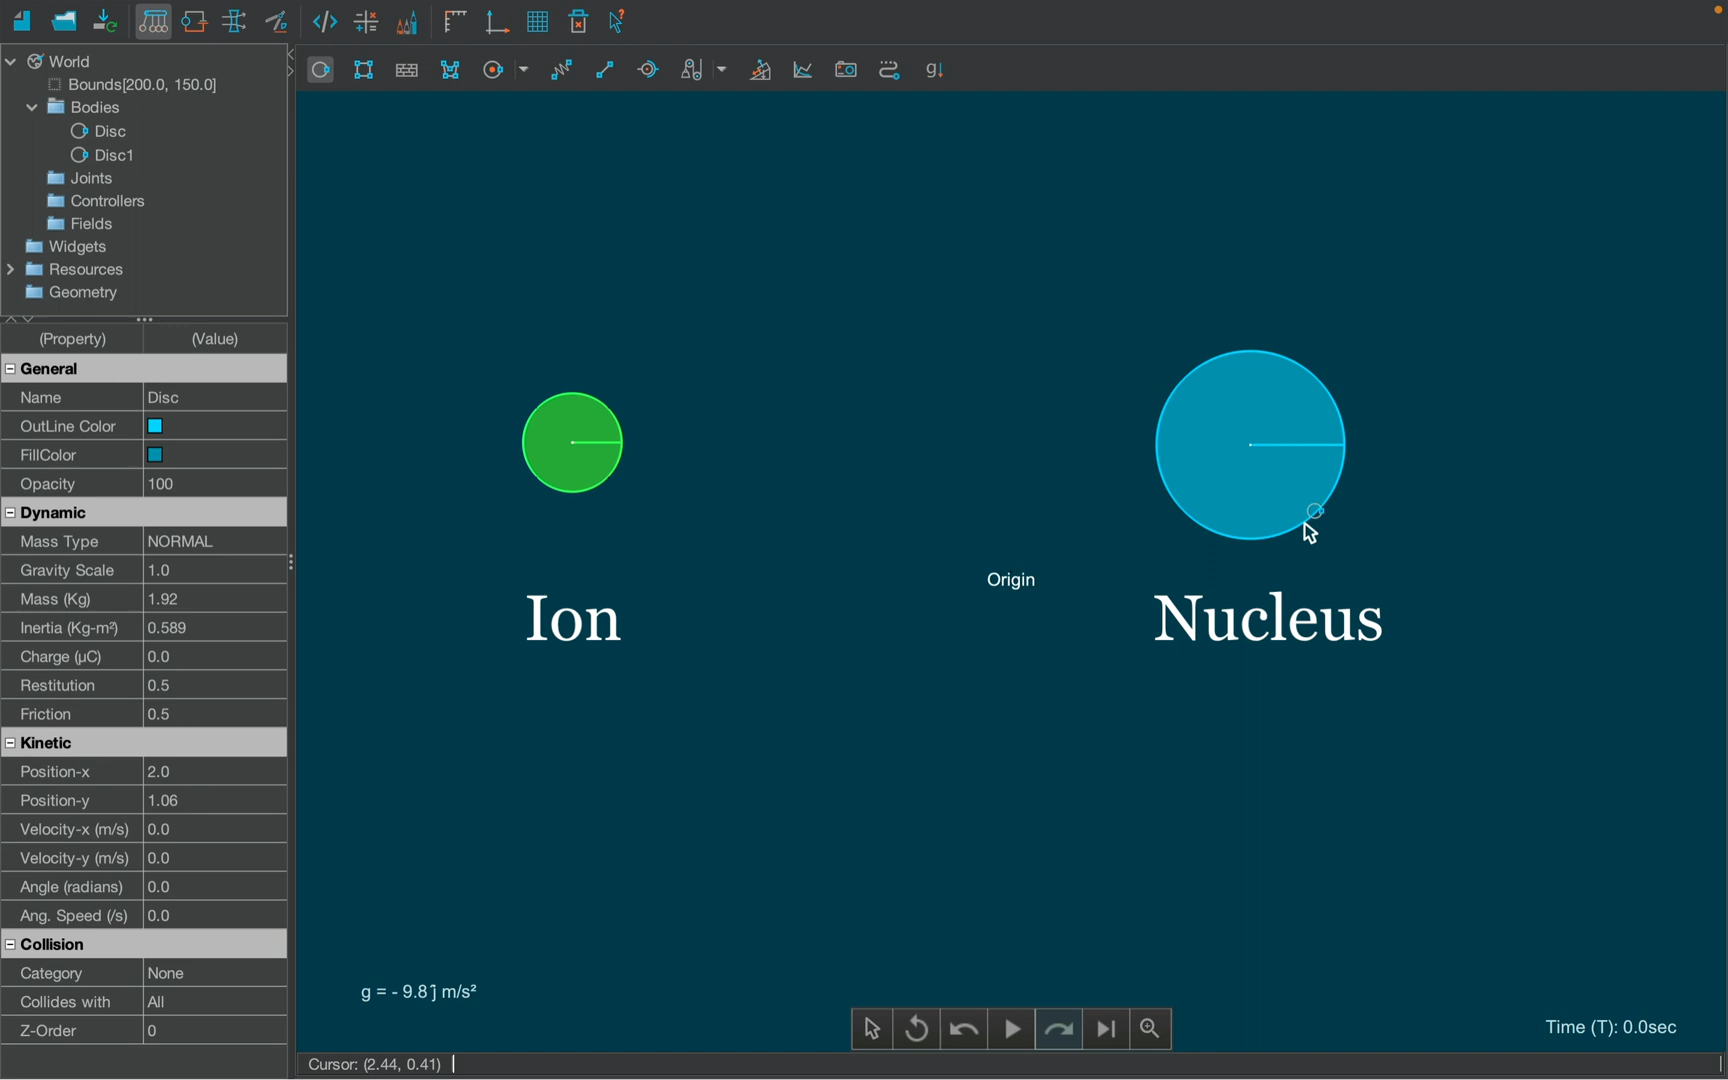 World
Bounds[200.0, 150.0]
Bodies
Disc
Disc1
Joints
Controllers
Fields
Widgets
Resources
Geometry
(Property) (Value)
General
Name Disc
OutLine Color
FillColor
Opacity 100
Dynamic
Mass Type NORMAL
Gravity Scale 1.0
Mass (Kg) 1.92
Inertia (Kg-m²) 0.589
Charge (µC) 0.0
Restitution 0.5
Friction 0.5
Kinetic
Position-x 2.0
Position-y 1.06
Velocity-x (m/s) 0.0
Velocity-y (m/s) 0.0
Angle (radians) 0.0
Ang. Speed (/s) 0.0
Collision
Category None
Collides with All
Z-Order 0
g↓
Origin
Ion
Nucleus
g = - 9.8 ĵ m/s²
Time (T): 0.0sec
Cursor: (2.44, 0.41)